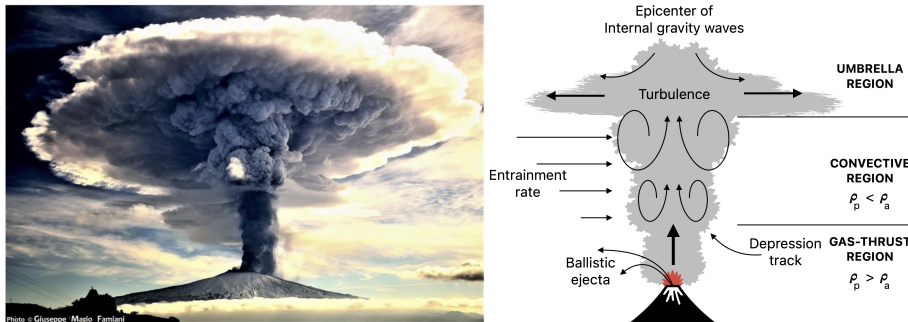 Photo © Giuseppe Mario Famiani
Epicenter of
Internal gravity waves
UMBRELLA
REGION
Turbulence
CONVECTIVE
REGION
ρp < ρa
Entrainment
rate
GAS-THRUST
REGION
ρp > ρa
Depression
track
Ballistic
ejecta